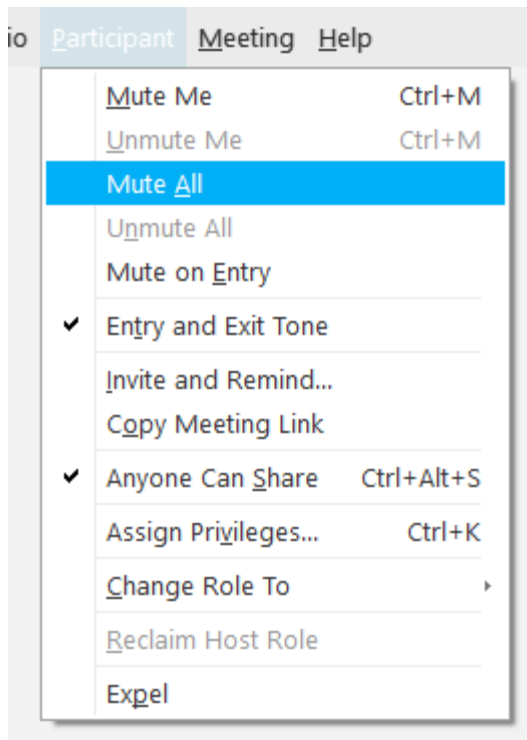 io Participant Meeting Help
Mute Me Ctrl+M
Unmute Me Ctrl+M
Mute All
Unmute All
Mute on Entry
Entry and Exit Tone
Invite and Remind...
Copy Meeting Link
Anyone Can Share Ctrl+Alt+S
Assign Privileges... Ctrl+K
Change Role To
Reclaim Host Role
Expel